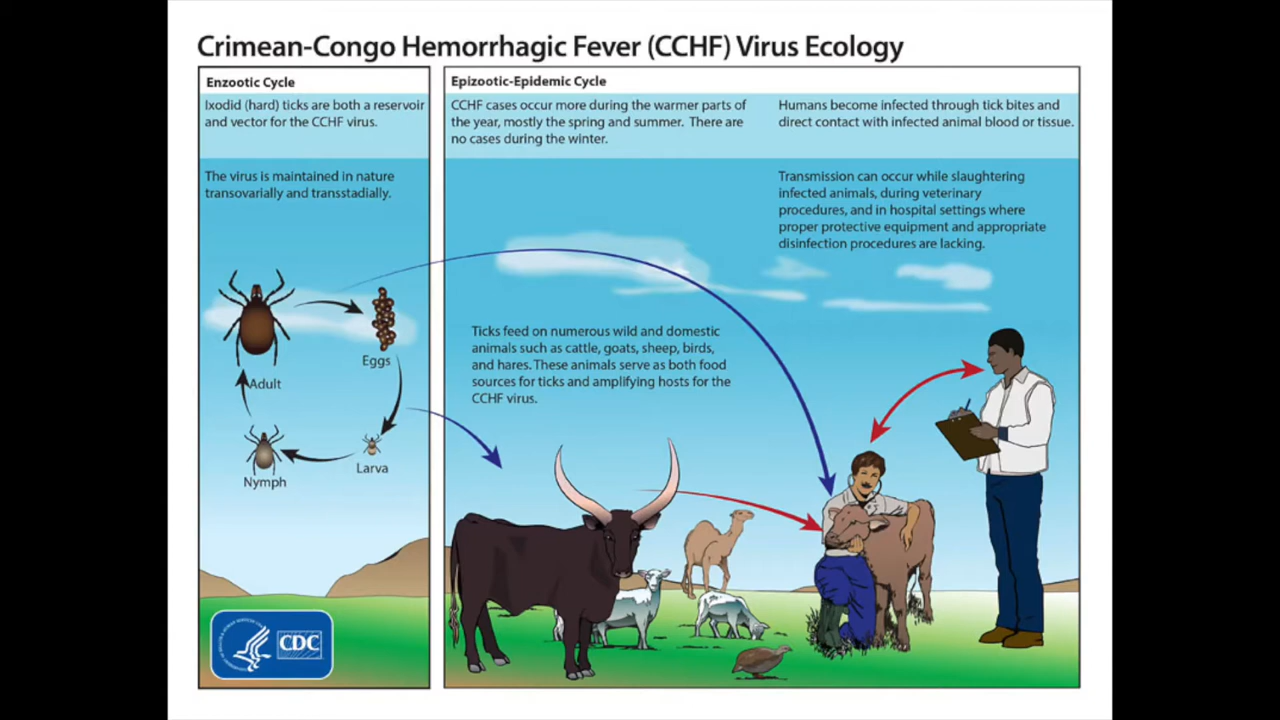 Crimean-Congo Hemorrhagic Fever (CCHF) Virus Ecology
Enzootic Cycle
Ixodid (hard) ticks are both a reservoir
and vector for the CCHF virus.
The virus is maintained in nature
transovarially and transstadially.
Eggs
Adult
Larva
Nymph
CDC
Epizootic-Epidemic Cycle
CCHF cases occur more during the warmer parts of
the year, mostly the spring and summer. There are
no cases during the winter.
Humans become infected through tick bites and
direct contact with infected animal blood or tissue.
Transmission can occur while slaughtering
infected animals, during veterinary
procedures, and in hospital settings where
proper protective equipment and appropriate
disinfection procedures are lacking.
Ticks feed on numerous wild and domestic
animals such as cattle, goats, sheep, birds,
and hares. These animals serve as both food
sources for ticks and amplifying hosts for the
CCHF virus.